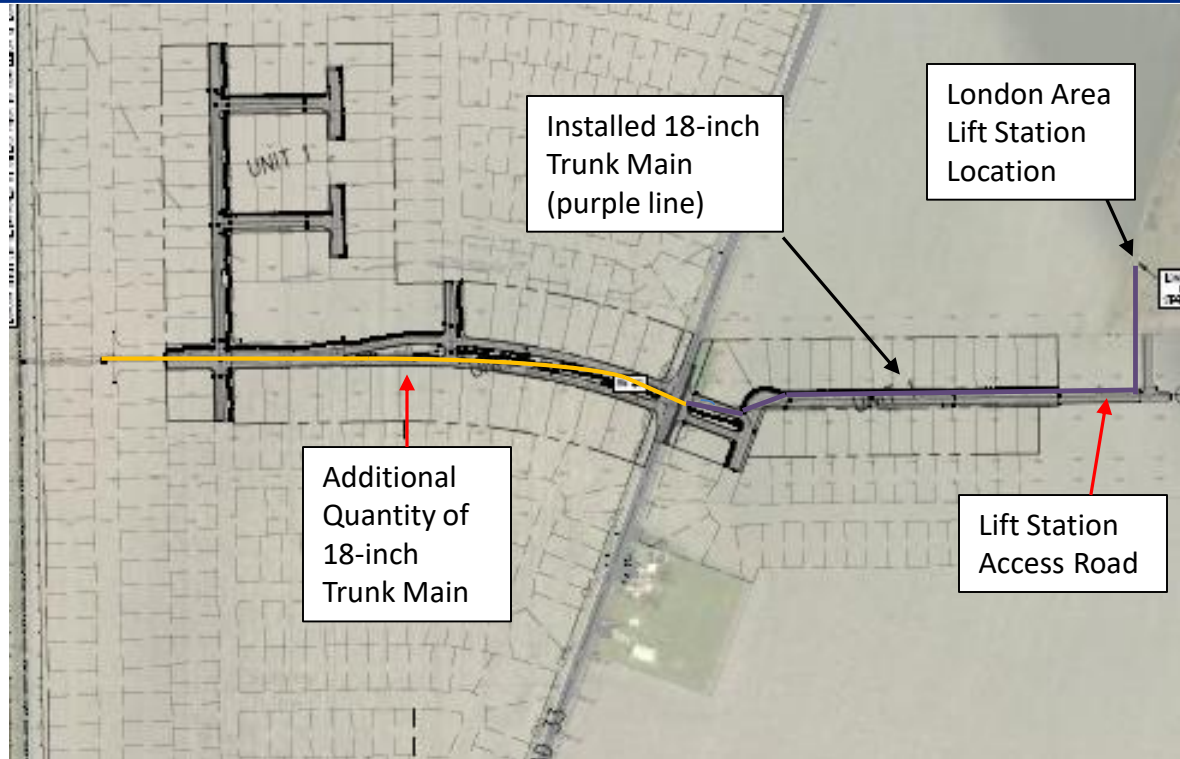 London Area
Lift Station
Location
Installed 18-inch
Trunk Main
(purple line)
UNIT 1
Additional
Quantity of
18-inch
Trunk Main
Lift Station
Access Road
33